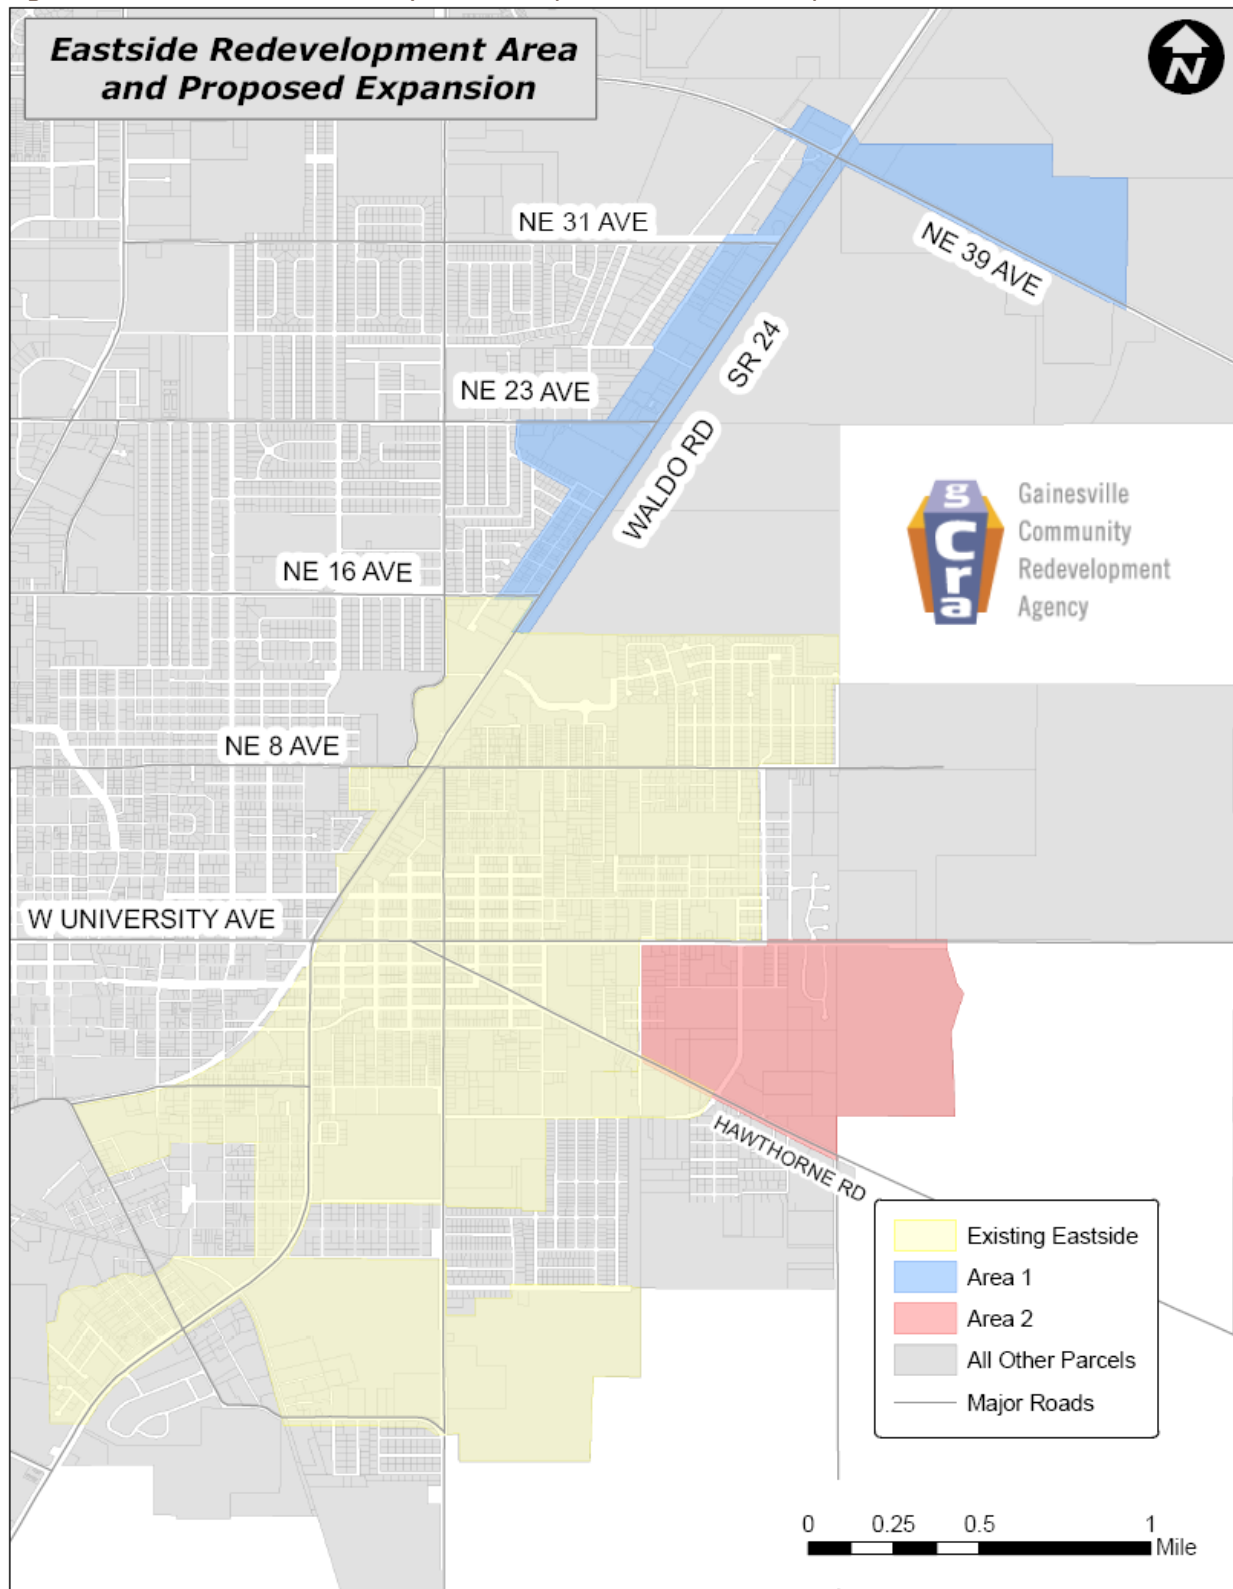 Eastside Redevelopment Area
and Proposed Expansion
N
NE 31 AVE
NE 39 AVE
SR 24
NE 23 AVE
WALDO RD
g
c
r
a
Gainesville
Community
Redevelopment
Agency
NE 16 AVE
NE 8 AVE
W UNIVERSITY AVE
HAWTHORNE RD
Existing Eastside
Area 1
Area 2
All Other Parcels
Major Roads
0 0.25 0.5 1
Mile